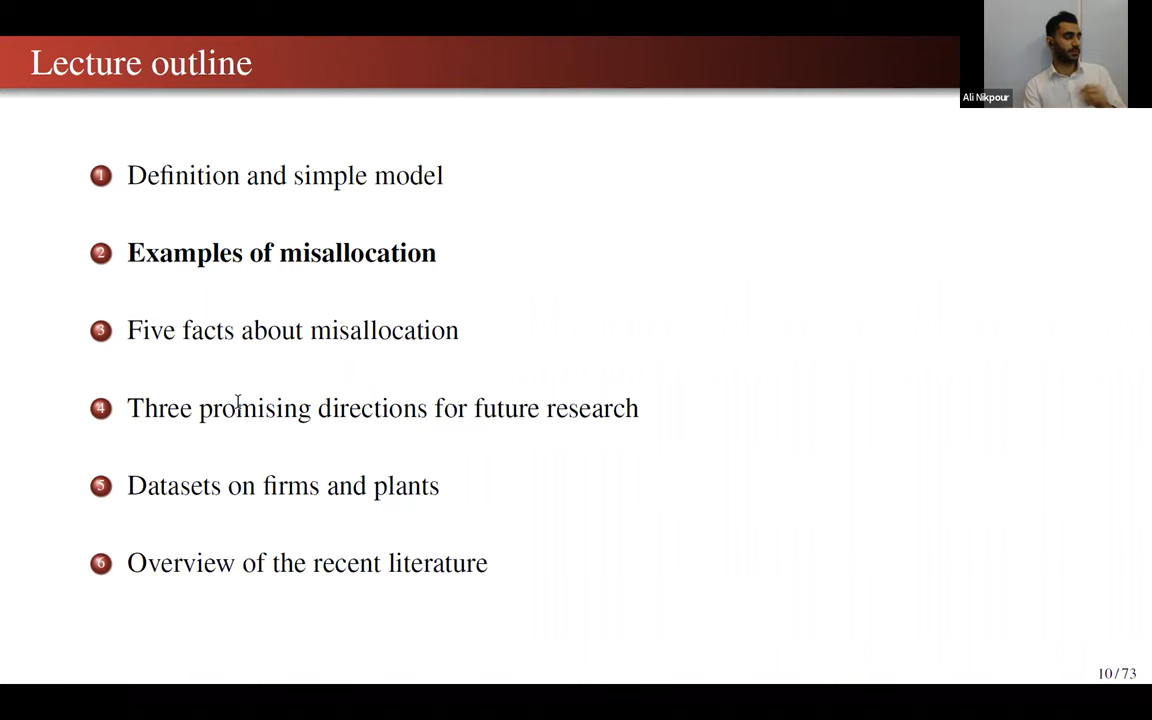 Lecture outline
Ali Nikpour
1 Definition and simple model
2 Examples of misallocation
3 Five facts about misallocation
4 Three promising directions for future research
5 Datasets on firms and plants
6 Overview of the recent literature
10/73